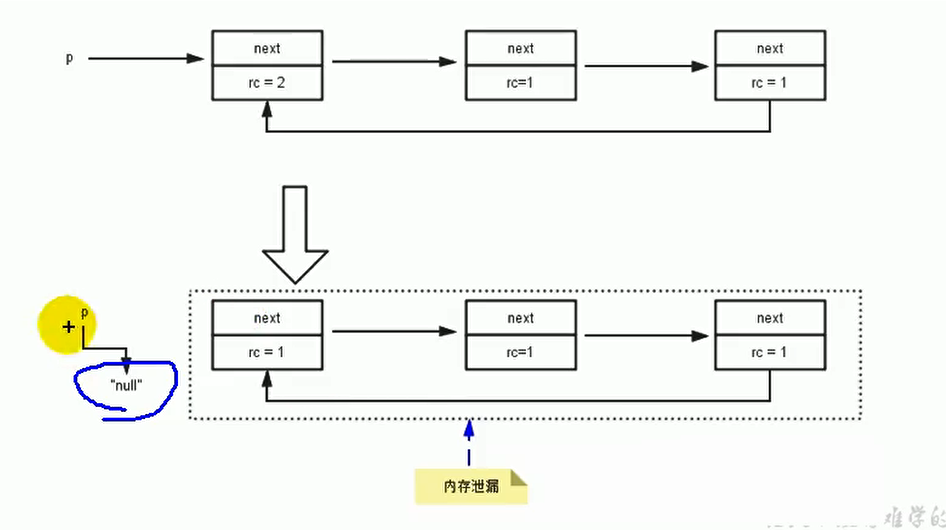 p
next
next
next
rc = 2
rc=1
rc = 1
p
next
next
next
rc = 1
rc=1
rc = 1
"null"
内存泄漏
难学的